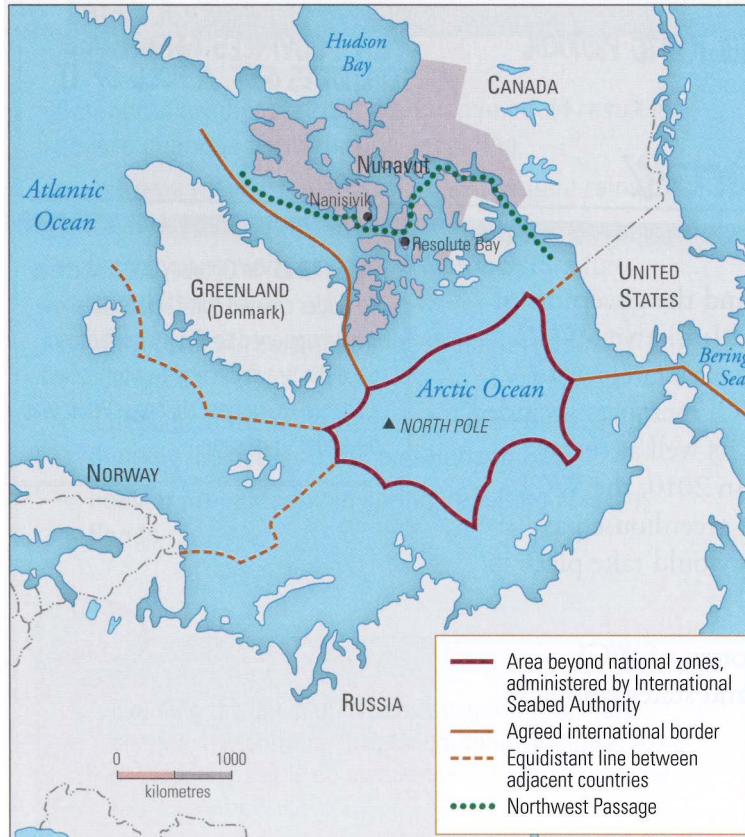 Hudson
Bay
CANADA
Nunavut
Atlantic
Ocean
Nanisivik
Resolute Bay
GREENLAND
(Denmark)
UNITED
STATES
Bering
Sea
Arctic Ocean
▲ NORTH POLE
NORWAY
RUSSIA
0 1000
kilometres
Area beyond national zones,
administered by International
Seabed Authority
Agreed international border
Equidistant line between
adjacent countries
Northwest Passage